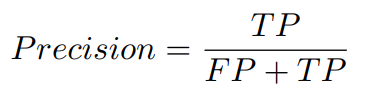 Precision = TP / FP + TP